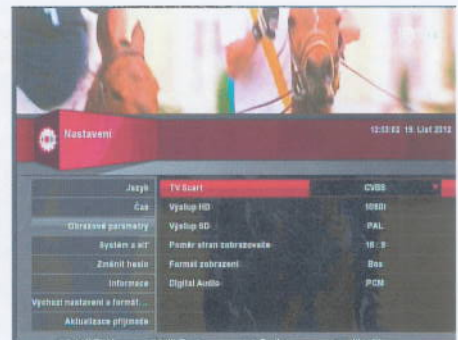 Nastavení
12:53:02 19. List 2012
Jazyk
Čas
Obrazové parametry
Systém a síť
Změnit heslo
Informace
Výchozí nastavení a formát...
Aktualizace přijímače
TV Scart CVBS
Výstup HD 1080i
Výstup SD PAL
Poměr stran zobrazovače 16 : 9
Formát zobrazení Box
Digital Audio PCM